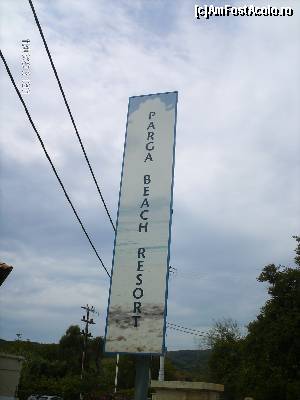 [c]AmFostAcolo.ro
PARGA BEACH RESORT